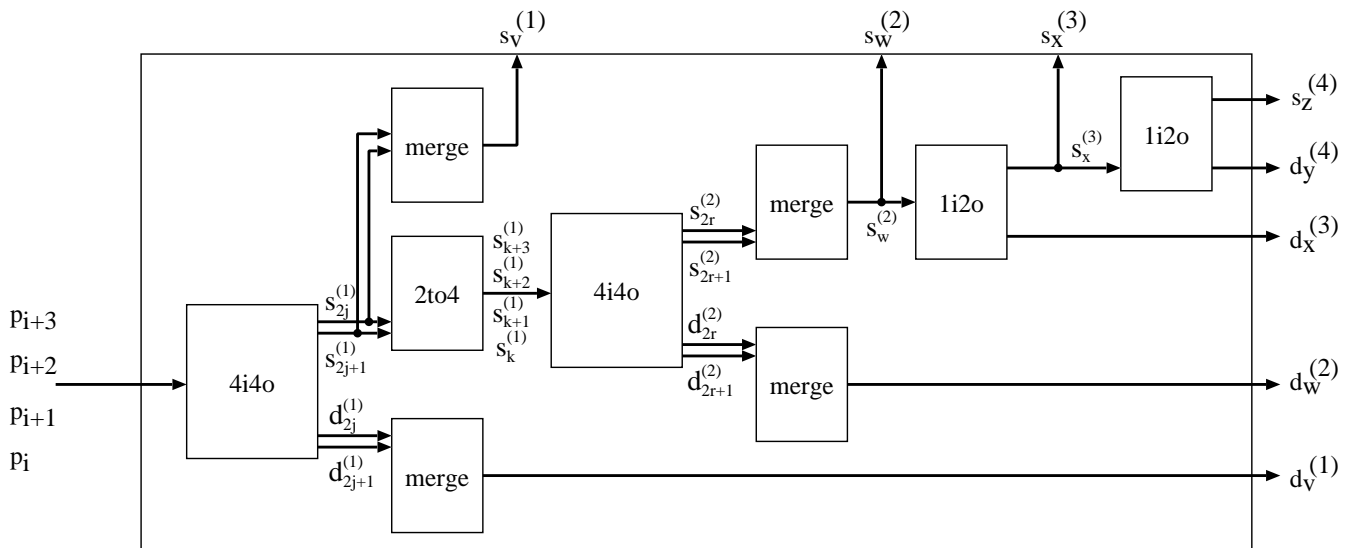 s_v^(1) s_w^(2) s_x^(3)
s_z^(4)
merge
1i2o
s_x^(3)
d_y^(4)
s_2r^(2)
merge
1i2o
s_w^(2)
d_x^(3)
s_k+3^(1)
s_2r+1^(2)
s_2j^(1)
2to4
s_k+2^(1)
4i4o
p_i+3
s_k+1^(1)
d_2r^(2)
s_2j+1^(1)
s_k^(1)
p_i+2
4i4o
d_2r+1^(2)
merge
d_w^(2)
p_i+1
d_2j^(1)
p_i
d_2j+1^(1)
merge
d_v^(1)